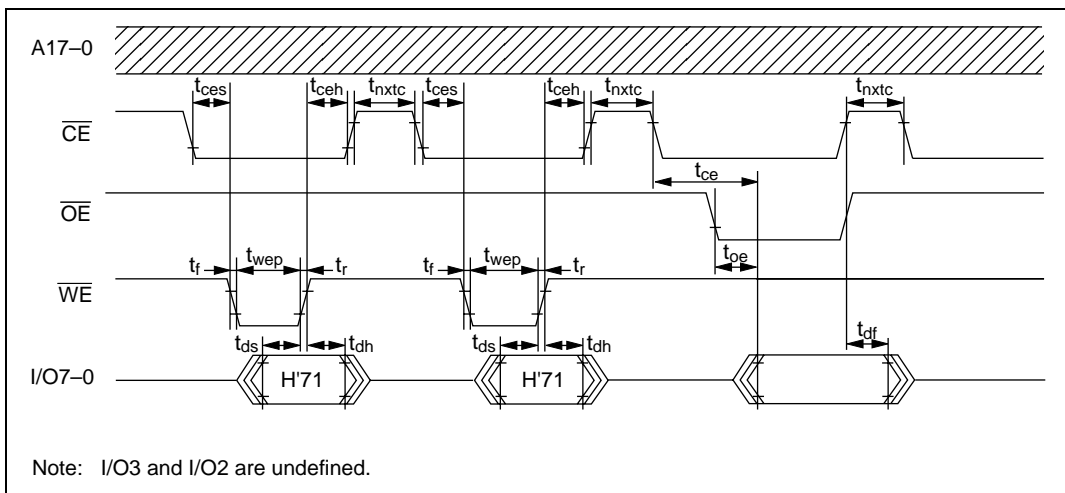 A17–0
tces tceh tnxtc tces tceh tnxtc tnxtc
CE
tce
OE
toe
tf twep tr tf twep tr
WE
tds tdh tds tdh tdf
I/O7–0 H'71 H'71
Note: I/O3 and I/O2 are undefined.